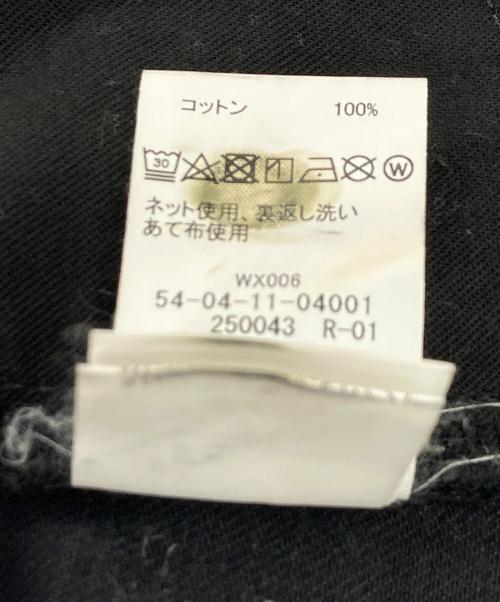 コットン 100%
30 W
ネット使用、裏返し洗い
あて布使用
WX006
54-04-11-04001
250043 R-01